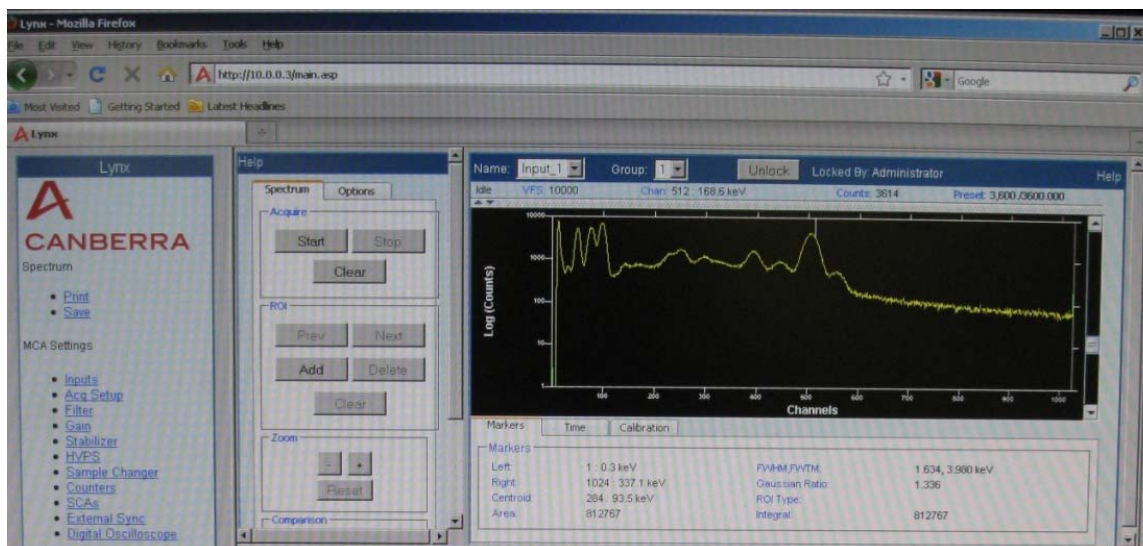 Lynx - Mozilla Firefox
File Edit View History Bookmarks Tools Help
http://10.0.0.3/main.asp
Google
Most Visited Getting Started Latest Headlines
Lynx
Lynx
CANBERRA
Spectrum
Print
Save
MCA Settings
Inputs
Acq Setup
Filter
Gain
Stabilizer
HVPS
Sample Changer
Counters
SCAs
External Sync
Digital Oscilloscope
Help
Spectrum Options
Acquire
Start Stop
Clear
ROI
Prev Next
Add Delete
Clear
Zoom
- +
Reset
Comparison
Name: Input_1 Group: 1 Unlock Locked By: Administrator Help
Idle VFS: 10000 Chan: 512 : 168.6 keV Counts: 3614 Preset: 3,600./3600.000
10000
1000
100
10
1
Log (Counts)
100 200 300 400 500 600 700 800 900 1000
Channels
Markers Time Calibration
Markers
Left: 1 : 0.3 keV FWHM,FWTM: 1.634, 3.980 keV
Right: 1024 : 337.1 keV Gaussian Ratio: 1.336
Centroid: 284 : 93.5 keV ROI Type:
Area: 812767 Integral: 812767